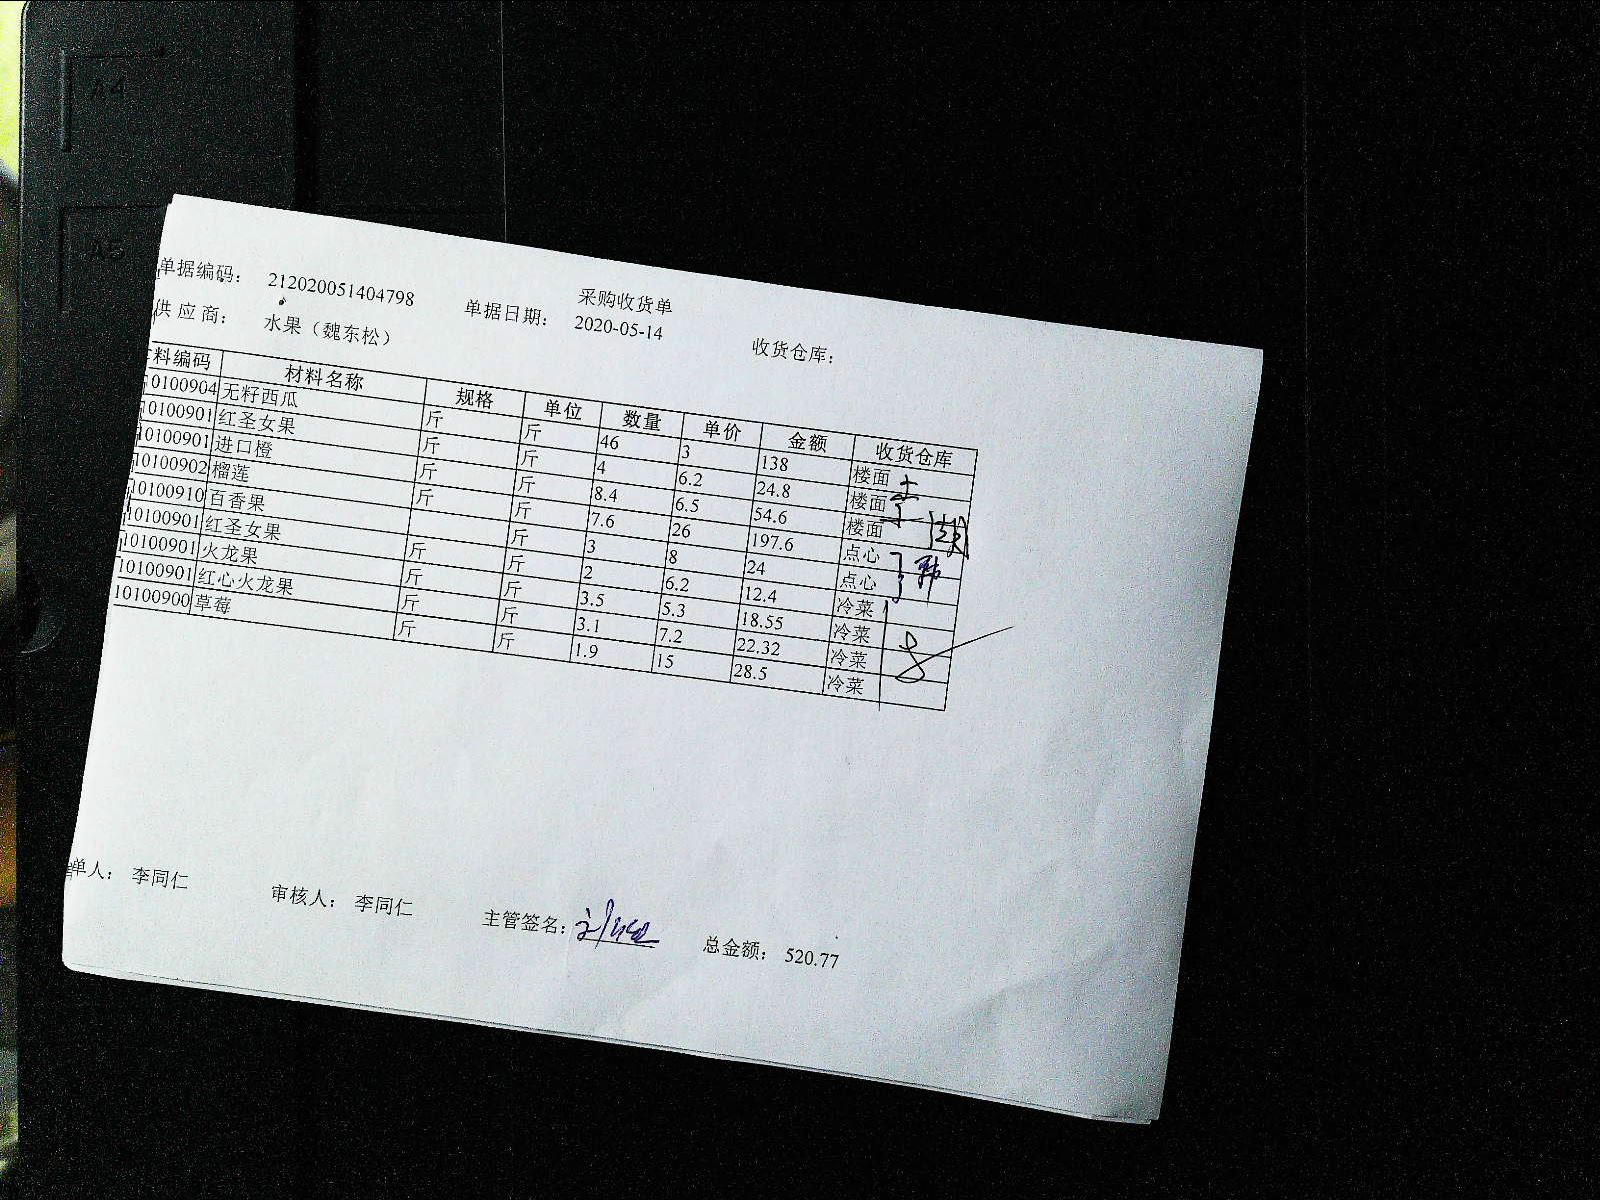 A4
A5
采购收货单
单据编码: 212020051404798 单据日期: 2020-05-14 收货仓库:
供应商: 水果（魏东松）
料编码 材料名称 规格 单位 数量 单价 金额 收货仓库
10100904 无籽西瓜 斤 斤 46 3 138 楼面
10100901 红圣女果 斤 斤 4 6.2 24.8 楼面
10100901 进口橙 斤 斤 8.4 6.5 54.6 楼面
10100902 榴莲 斤 斤 7.6 26 197.6 点心
10100910 百香果 斤 3 8 24 点心
10100901 红圣女果 斤 斤 2 6.2 12.4 冷菜
10100901 火龙果 斤 斤 3.5 5.3 18.55 冷菜
10100901 红心火龙果 斤 斤 3.1 7.2 22.32 冷菜
10100900 草莓 斤 斤 1.9 15 28.5 冷菜
单人: 李同仁 审核人: 李同仁 主管签名: 总金额: 520.77